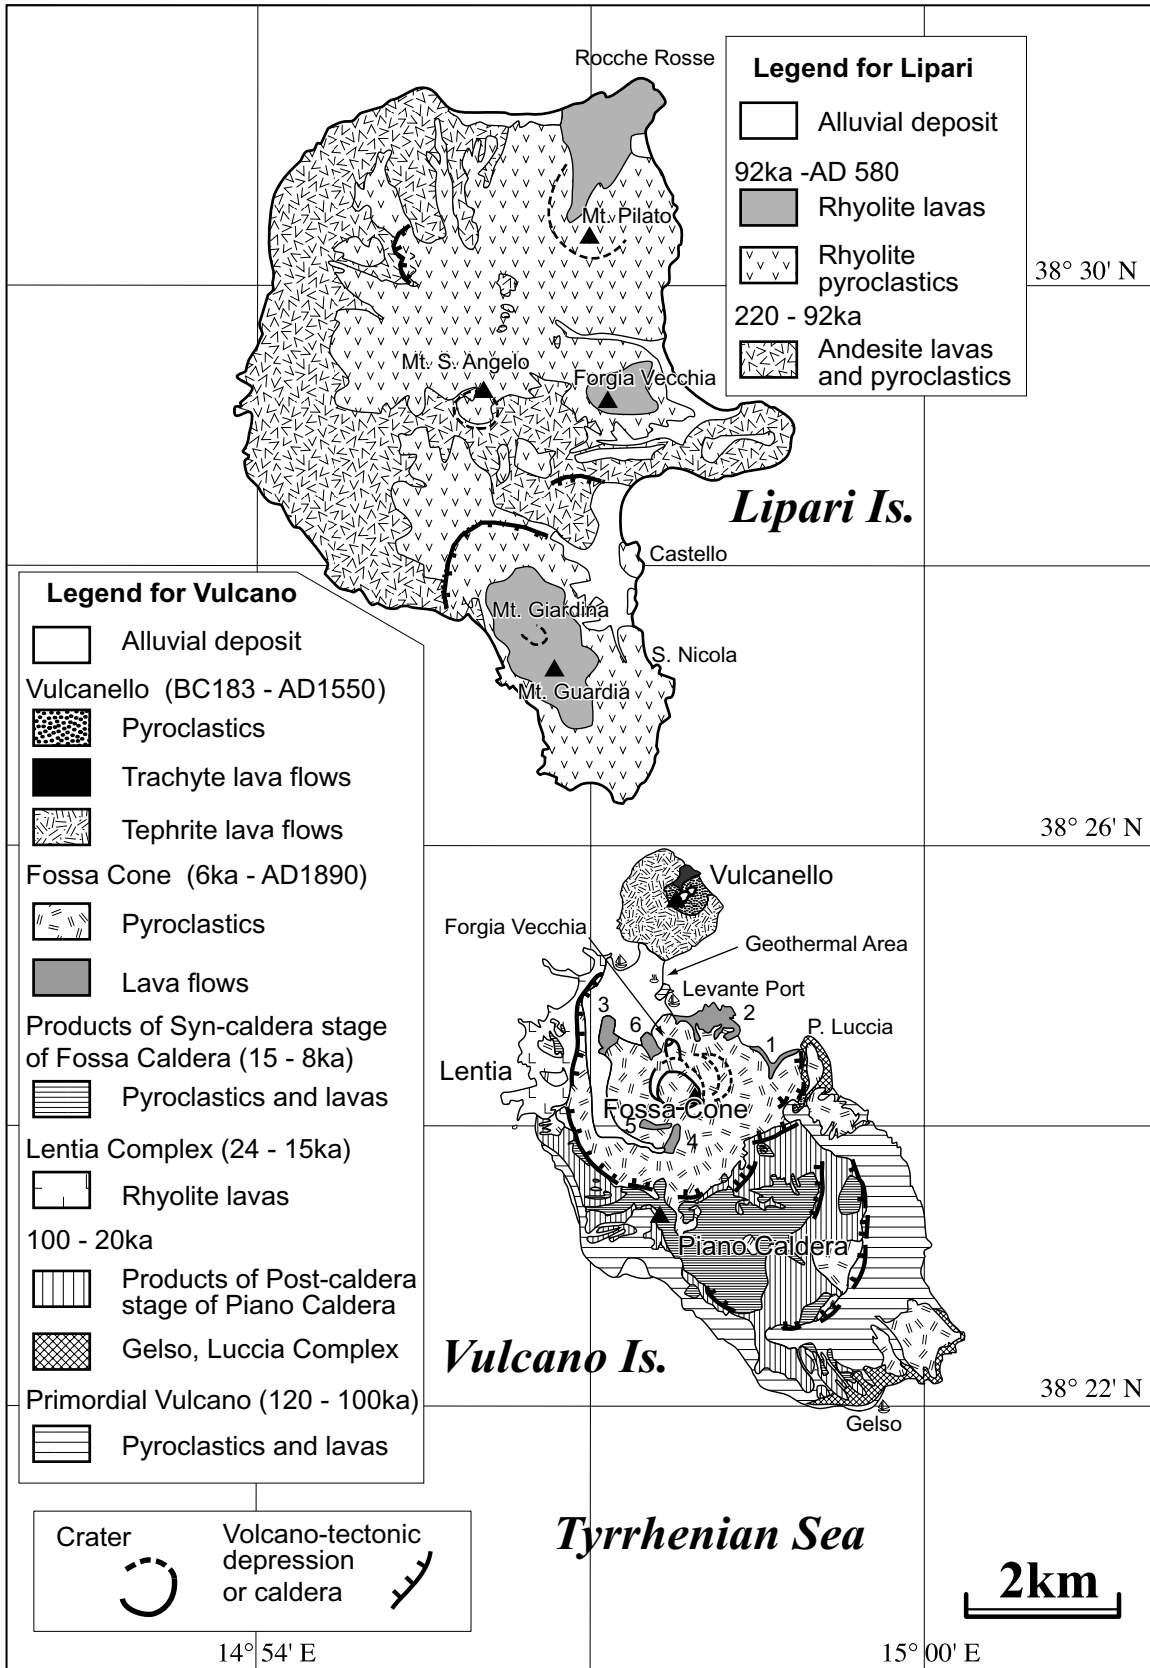 Rocche Rosse
Legend for Lipari
Alluvial deposit
92ka -AD 580
Rhyolite lavas
Rhyolite
pyroclastics
220 - 92ka
Andesite lavas
and pyroclastics
Mt. Pilato
38° 30' N
Mt. S. Angelo
Forgia Vecchia
Lipari Is.
Castello
Mt. Giardina
S. Nicola
Mt. Guardia
Legend for Vulcano
Alluvial deposit
Vulcanello (BC183 - AD1550)
Pyroclastics
Trachyte lava flows
Tephrite lava flows
Fossa Cone (6ka - AD1890)
Pyroclastics
Lava flows
Products of Syn-caldera stage
of Fossa Caldera (15 - 8ka)
Pyroclastics and lavas
Lentia Complex (24 - 15ka)
Rhyolite lavas
100 - 20ka
Products of Post-caldera
stage of Piano Caldera
Gelso, Luccia Complex
Primordial Vulcano (120 - 100ka)
Pyroclastics and lavas
38° 26' N
Vulcanello
Forgia Vecchia
Geothermal Area
Levante Port
3
6
2
1
P. Luccia
Lentia
Fossa Cone
5
4
Piano Caldera
Vulcano Is.
38° 22' N
Gelso
Crater
Volcano-tectonic
depression
or caldera
Tyrrhenian Sea
2km
14° 54' E
15° 00' E